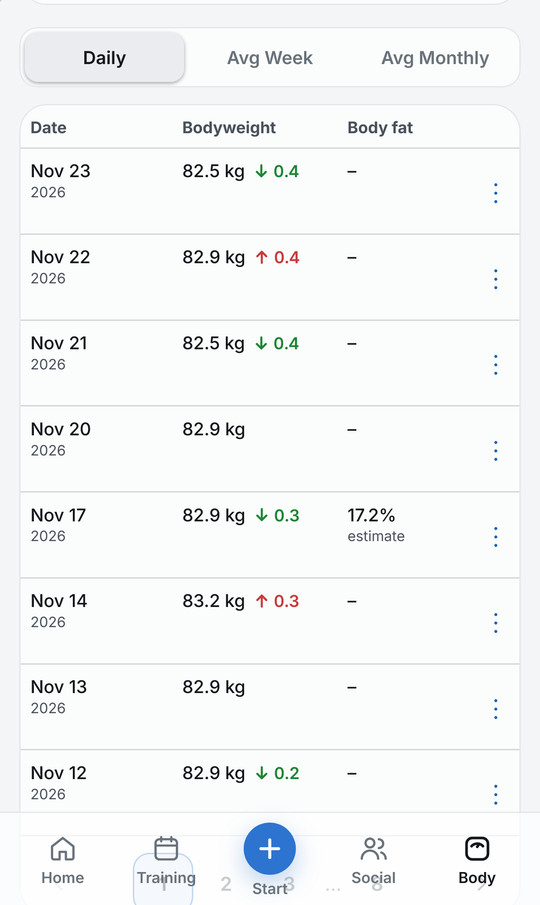 Daily Avg Week Avg Monthly
Date Bodyweight Body fat
Nov 23 82.5 kg ↓ 0.4 –
2026
Nov 22 82.9 kg ↑ 0.4 –
2026
Nov 21 82.5 kg ↓ 0.4 –
2026
Nov 20 82.9 kg –
2026
Nov 17 82.9 kg ↓ 0.3 17.2%
2026 estimate
Nov 14 83.2 kg ↑ 0.3 –
2026
Nov 13 82.9 kg –
2026
Nov 12 82.9 kg ↓ 0.2 –
2026
1 2 3 ... 8
Home Training Start Social Body